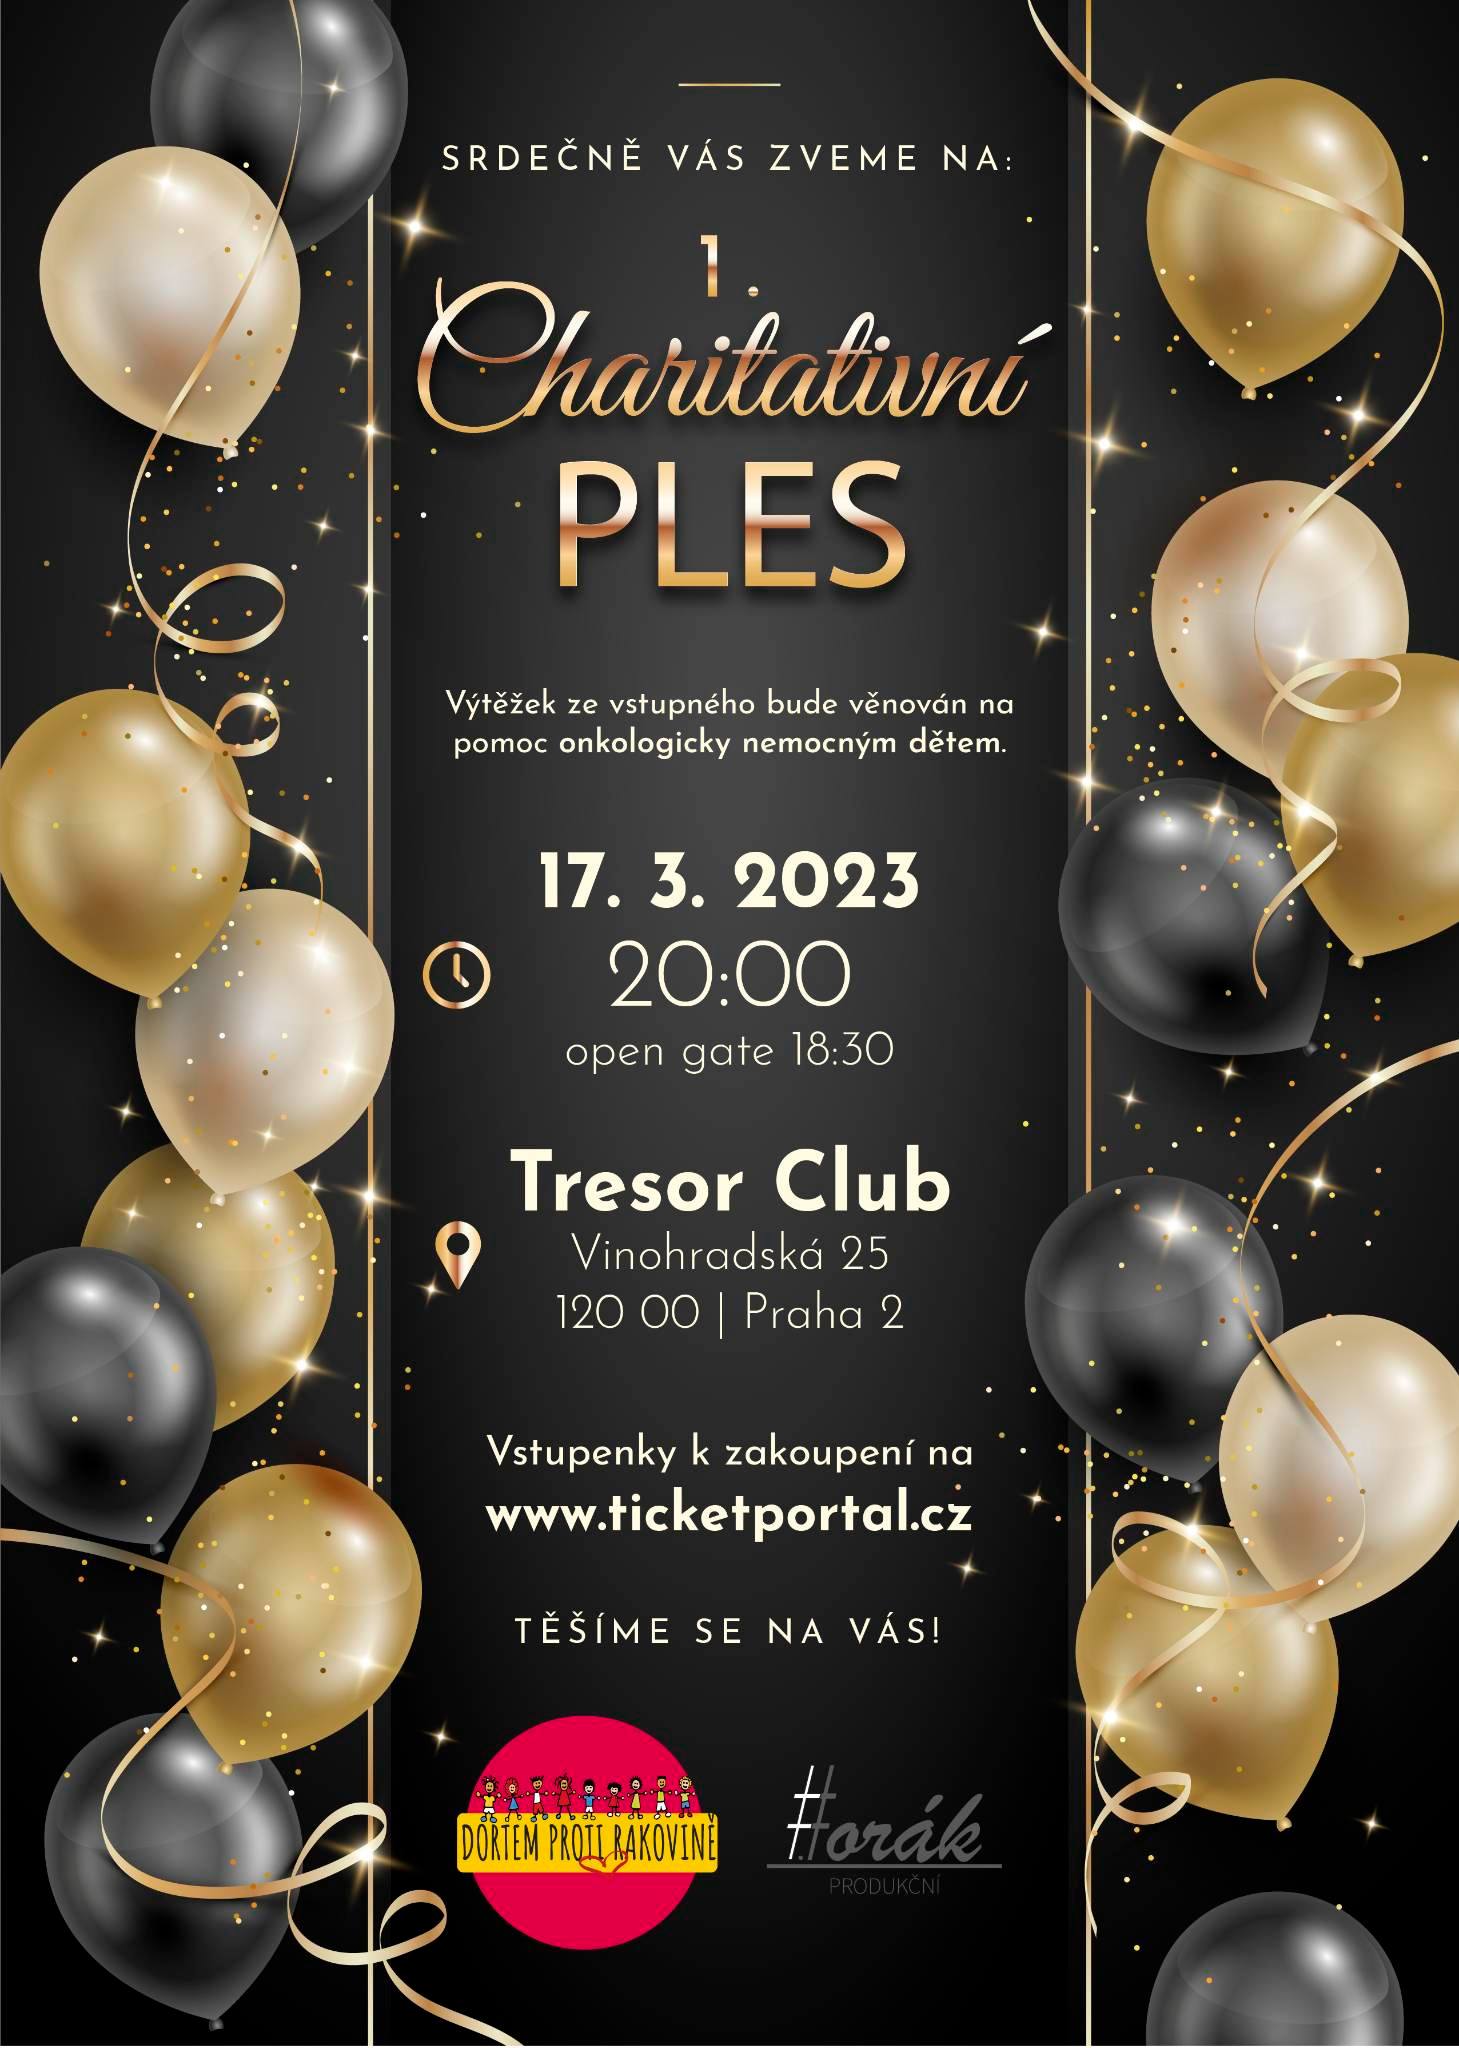 SRDEČNĚ VÁS ZVEME NA:
1.
Charitativní
PLES
Výtěžek ze vstupného bude věnován na
pomoc onkologicky nemocným dětem.
17. 3. 2023
20:00
open gate 18:30
Tresor Club
Vinohradská 25
120 00 | Praha 2
Vstupenky k zakoupení na
www.ticketportal.cz
TĚŠÍME SE NA VÁS!
DORTEM PROTI RAKOVINĚ
Horák
PRODUKČNÍ